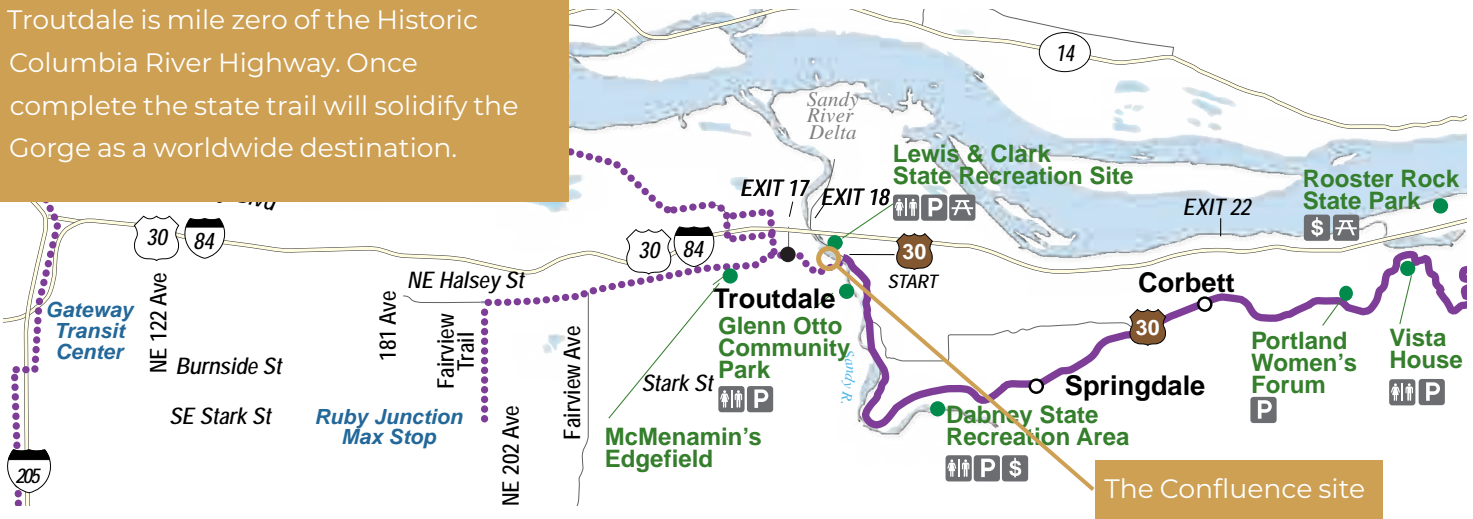 Troutdale is mile zero of the Historic
Columbia River Highway. Once
complete the state trail will solidify the
Gorge as a worldwide destination.
14
Sandy
River
Delta
Lewis & Clark
State Recreation Site
P
EXIT 17
EXIT 18
Rooster Rock
State Park
$
EXIT 22
30
84
30
84
30
START
NE Halsey St
Gateway
Transit
Center
NE 122 Ave
181 Ave
Fairview
Trail
Fairview Ave
Burnside St
SE Stark St
Ruby Junction
Max Stop
NE 202 Ave
205
Troutdale
Glenn Otto
Community
Park
P
Stark St
McMenamin's
Edgefield
Sandy R.
Corbett
30
Springdale
Dabney State
Recreation Area
P
$
Portland
Women's
Forum
P
Vista
House
P
The Confluence site